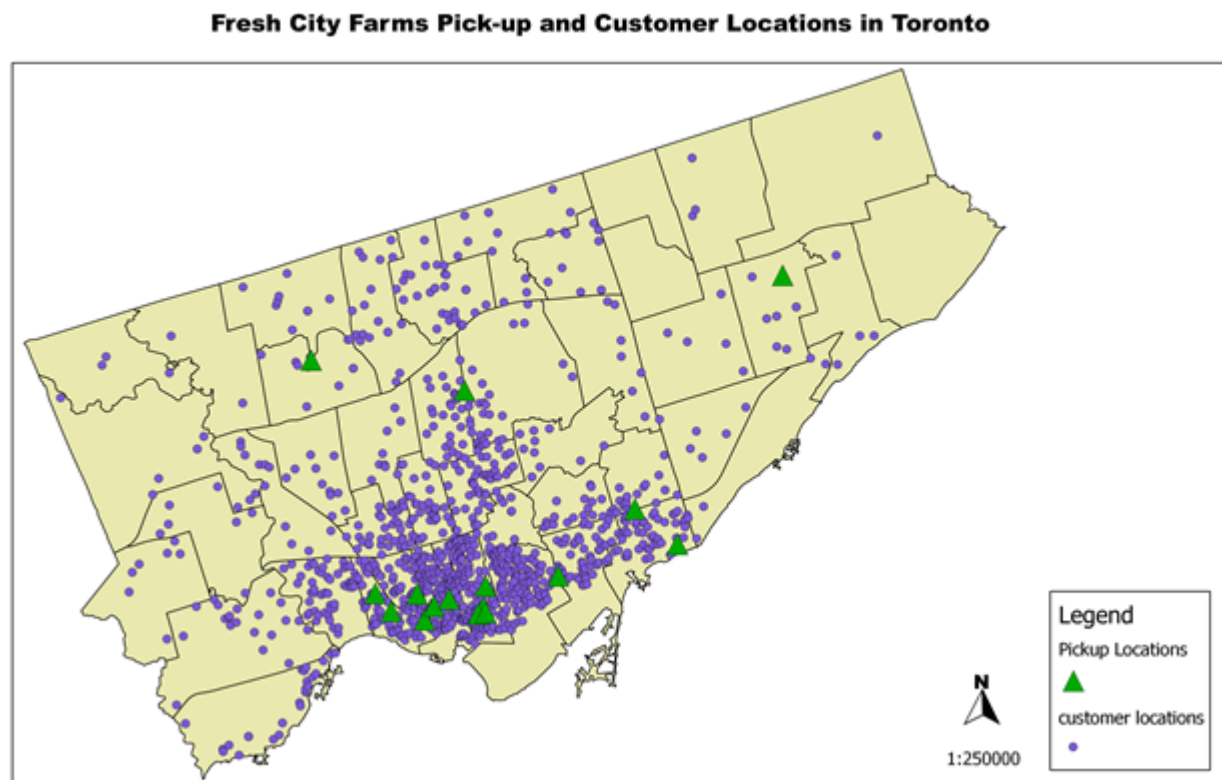 Fresh City Farms Pick-up and Customer Locations in Toronto
N
1:250000
Legend
Pickup Locations
customer locations